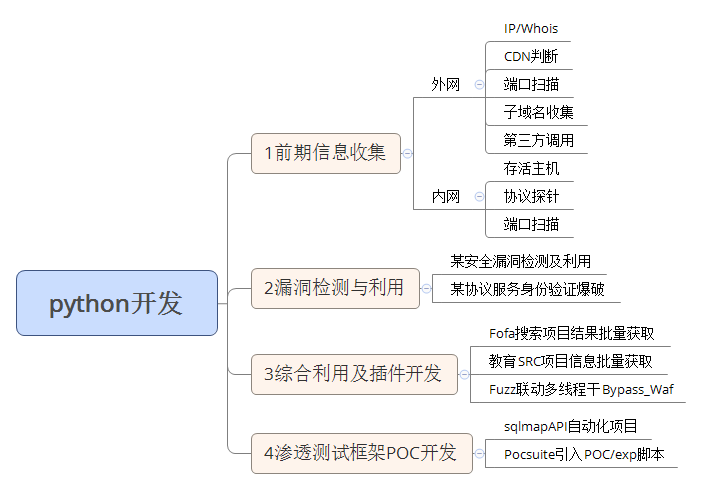 python开发
1前期信息收集
外网
IP/Whois
CDN判断
端口扫描
子域名收集
第三方调用
内网
存活主机
协议探针
端口扫描
2漏洞检测与利用
某安全漏洞检测及利用
某协议服务身份验证爆破
3综合利用及插件开发
Fofa搜索项目结果批量获取
教育SRC项目信息批量获取
Fuzz联动多线程干Bypass_Waf
4渗透测试框架POC开发
sqlmapAPI自动化项目
Pocsuite引入POC/exp脚本